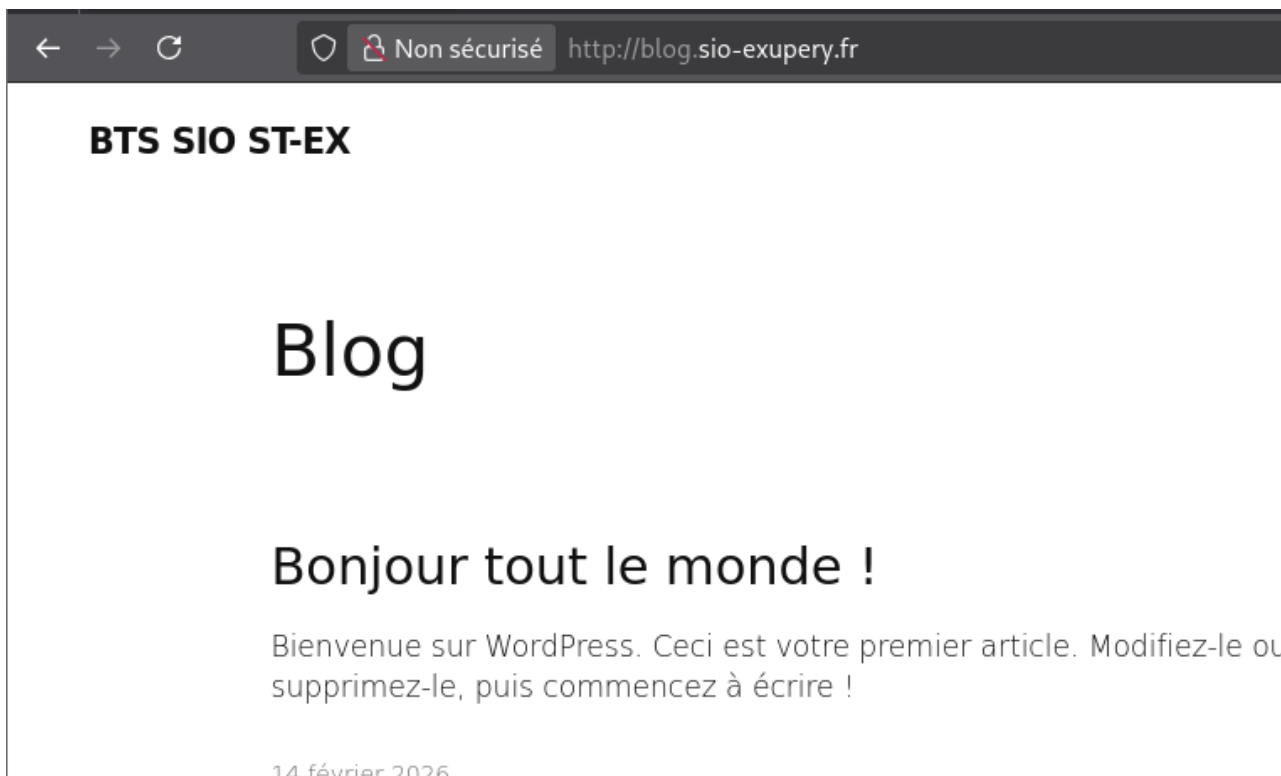 Non sécurisé http://blog.sio-exupery.fr
BTS SIO ST-EX
Blog
Bonjour tout le monde !
Bienvenue sur WordPress. Ceci est votre premier article. Modifiez-le ou
supprimez-le, puis commencez à écrire !
14 février 2026